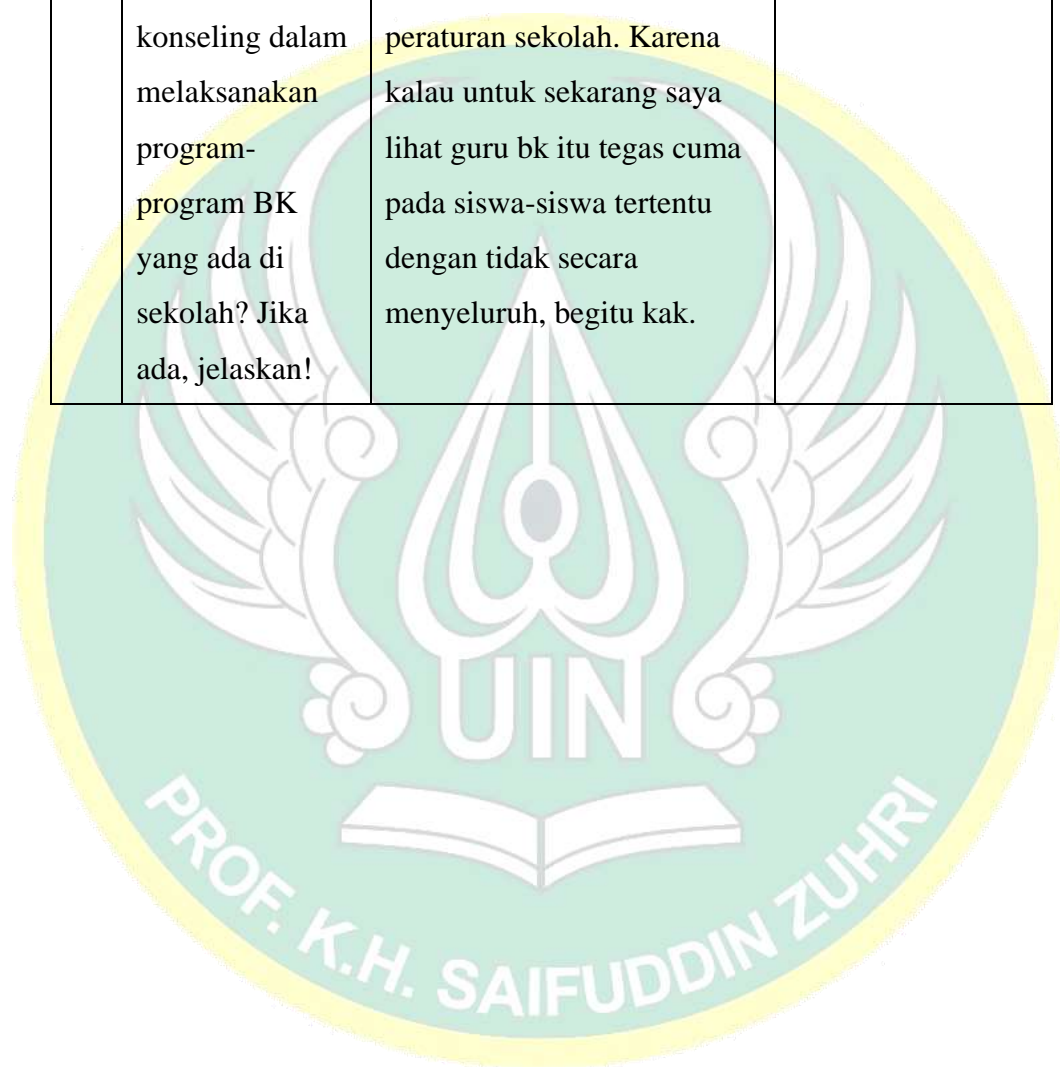 konseling dalam
melaksanakan
program-
program BK
yang ada di
sekolah? Jika
ada, jelaskan!
peraturan sekolah. Karena
kalau untuk sekarang saya
lihat guru bk itu tegas cuma
pada siswa-siswa tertentu
dengan tidak secara
menyeluruh, begitu kak.
UIN
PROF. K.H. SAIFUDDIN ZUHRI